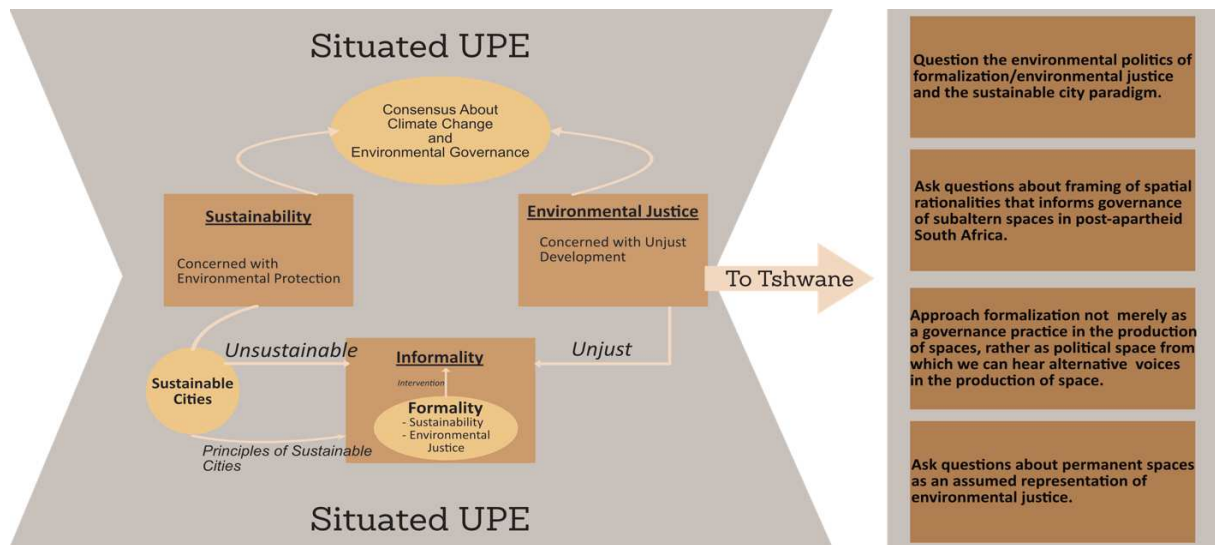 Situated UPE
Consensus About
Climate Change
and
Environmental Governance
Sustainability
Concerned with
Environmental Protection
Environmental Justice
Concerned with Unjust
Development
To Tshwane
Unsustainable
Unjust
Sustainable
Cities
Informality
Intervention
Formality
- Sustainability
- Environmental
Justice
Principles of Sustainable
Cities
Situated UPE
Question the environmental politics of
formalization/environmental justice
and the sustainable city paradigm.
Ask questions about framing of spatial
rationalities that informs governance
of subaltern spaces in post-apartheid
South Africa.
Approach formalization not merely as
a governance practice in the production
of spaces, rather as political space from
which we can hear alternative voices
in the production of space.
Ask questions about permanent spaces
as an assumed representation of
environmental justice.